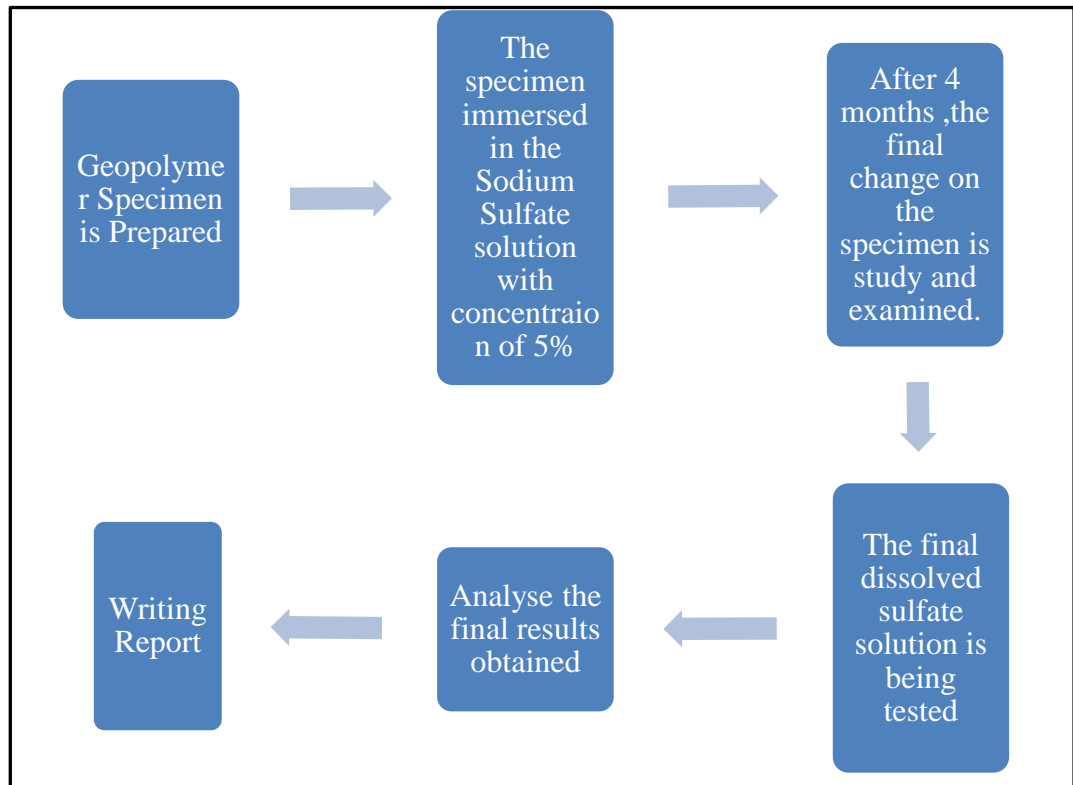 Geopolyme
r Specimen
is Prepared
The
specimen
immersed
in the
Sodium
Sulfate
solution
with
concentraio
n of 5%
After 4
months ,the
final
change on
the
specimen is
study and
examined.
The final
dissolved
sulfate
solution is
being
tested
Analyse the
final results
obtained
Writing
Report